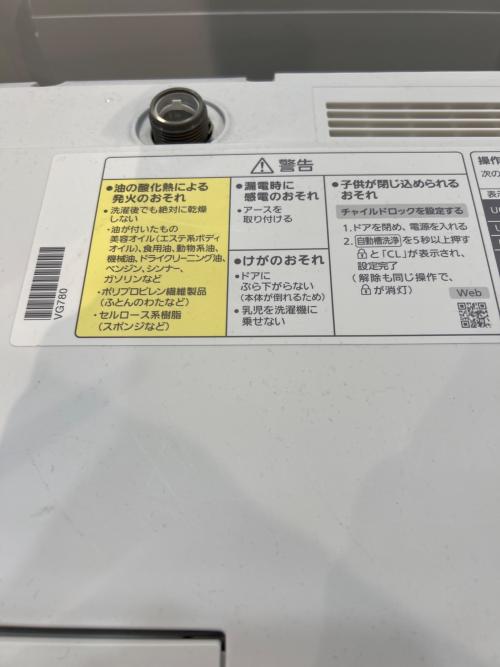 ⚠警告
●油の酸化熱による
発火のおそれ
・洗濯後でも絶対に乾燥
しない
・油が付いたもの
美容オイル(エステ系ボディ
オイル)、食用油、動物系油、
機械油、ドライクリーニング油、
ベンジン、シンナー、
ガソリンなど
・ポリプロピレン繊維製品
(ふとんのわたなど)
・セルロース系樹脂
(スポンジなど)
●漏電時に
感電のおそれ
・アースを
取り付ける
●けがのおそれ
・ドアに
ぶら下がらない
(本体が倒れるため)
・乳児を洗濯機に
乗せない
●子供が閉じ込められる
おそれ
チャイルドロックを設定する
1.ドアを閉め、電源を入れる
2.自動槽洗浄を5秒以上押す
と「CL」が表示され、
設定完了
(解除も同じ操作で、
が消灯)
Web
操作
次の
表示
VG780